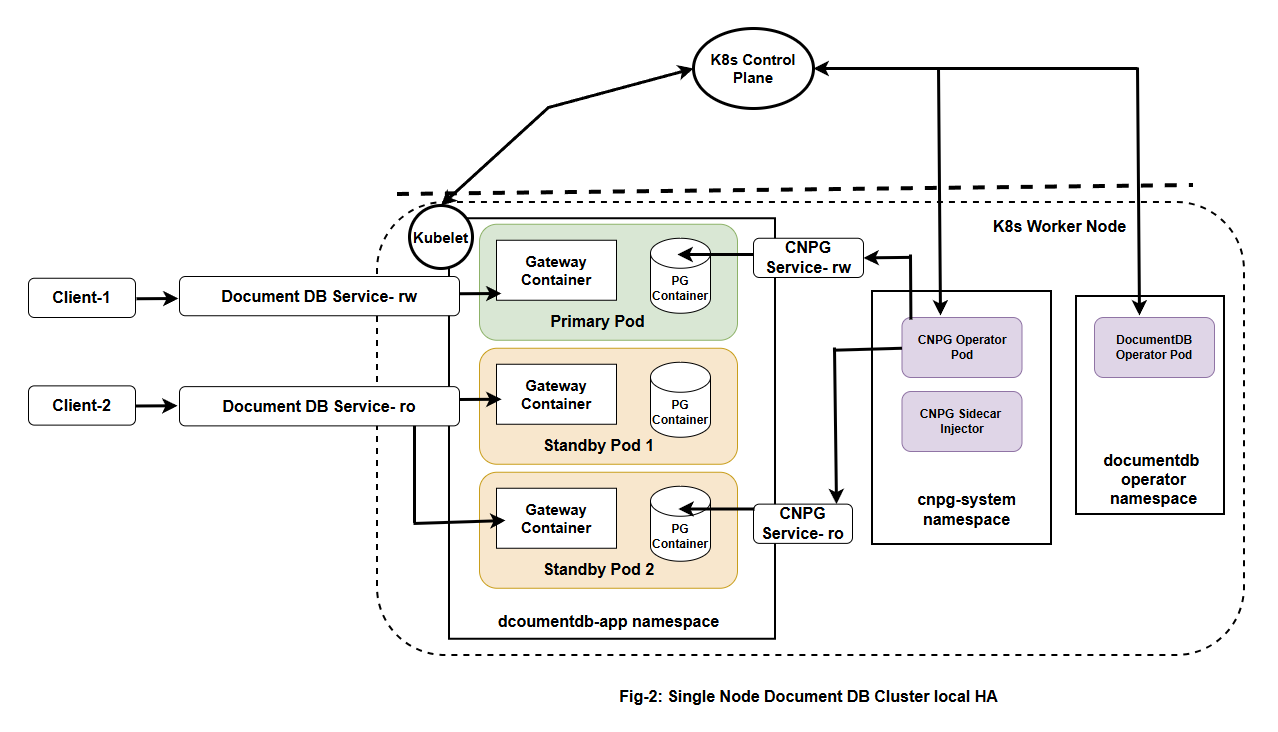 K8s Control
Plane
Kubelet
K8s Worker Node
Client-1
Document DB Service- rw
Gateway
Container
PG
Container
Primary Pod
CNPG
Service- rw
Client-2
Document DB Service- ro
Gateway
Container
PG
Container
Standby Pod 1
Gateway
Container
PG
Container
Standby Pod 2
CNPG
Service- ro
dcoumentdb-app namespace
CNPG Operator
Pod
CNPG Sidecar
Injector
cnpg-system
namespace
DocumentDB
Operator Pod
documentdb
operator
namespace
Fig-2: Single Node Document DB Cluster local HA